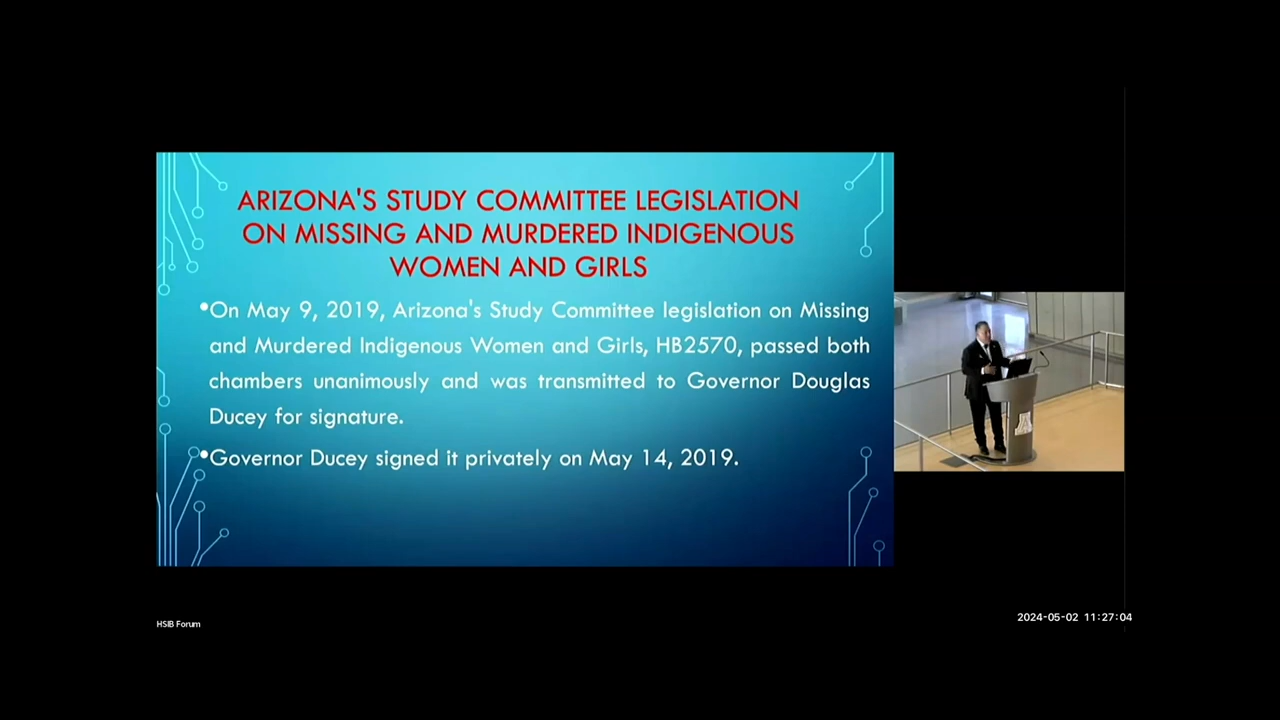 ARIZONA'S STUDY COMMITTEE LEGISLATION
ON MISSING AND MURDERED INDIGENOUS
WOMEN AND GIRLS
•On May 9, 2019, Arizona's Study Committee legislation on Missing
and Murdered Indigenous Women and Girls, HB2570, passed both
chambers unanimously and was transmitted to Governor Douglas
Ducey for signature.
•Governor Ducey signed it privately on May 14, 2019.
A
HSIB Forum
2024-05-02 11:27:04